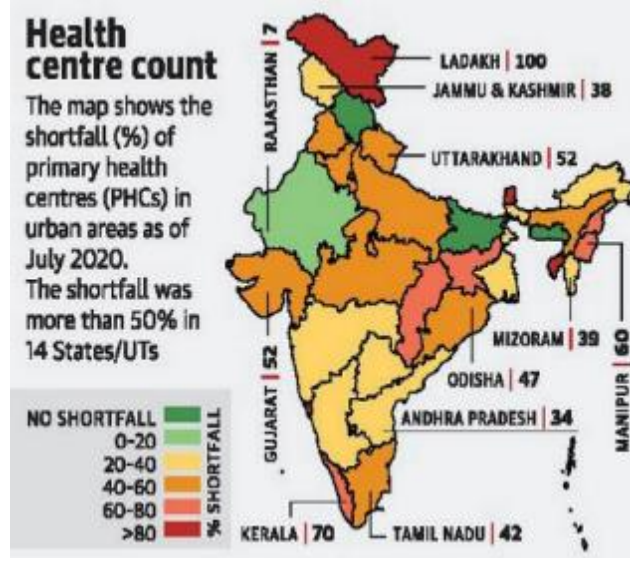 Health
centre count
The map shows the
shortfall (%) of
primary health
centres (PHCs) in
urban areas as of
July 2020.
The shortfall was
more than 50% in
14 States/UTs
RAJASTHAN | 7
LADAKH | 100
JAMMU & KASHMIR | 38
UTTARAKHAND | 52
MIZORAM | 39
MANIPUR | 60
ODISHA | 47
GUJARAT | 52
ANDHRA PRADESH | 34
NO SHORTFALL
0-20
20-40
40-60
60-80
>80
% SHORTFALL
KERALA | 70
TAMIL NADU | 42